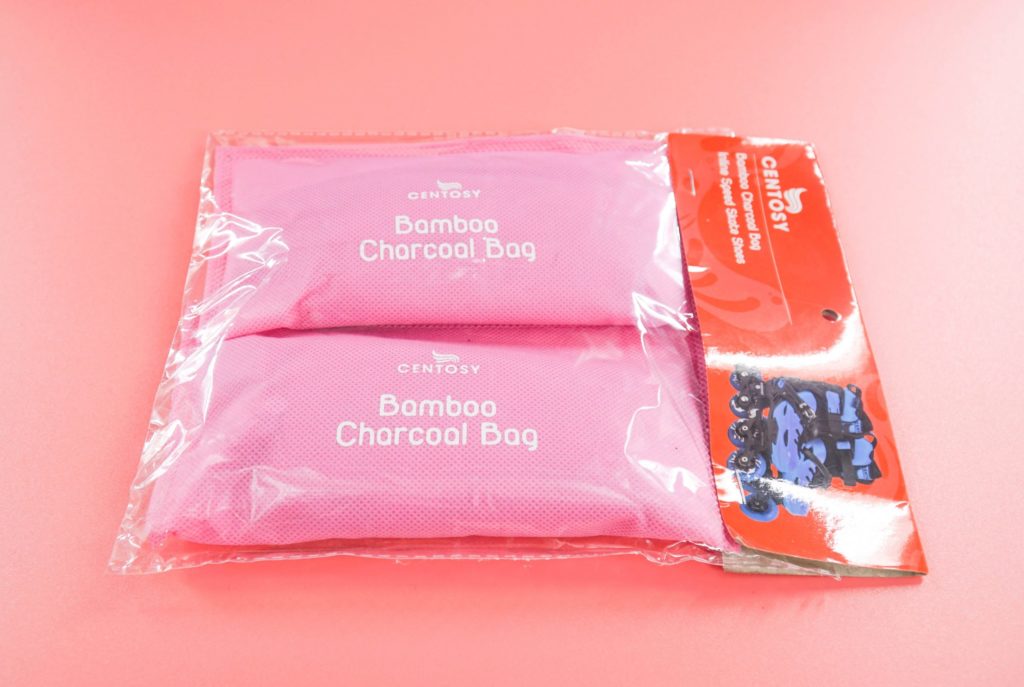 CENTOSY
Bamboo
Charcoal Bag
CENTOSY
Bamboo
Charcoal Bag
CENTOSY
Bamboo Charcoal Bag
Inline Speed Skate Shoes